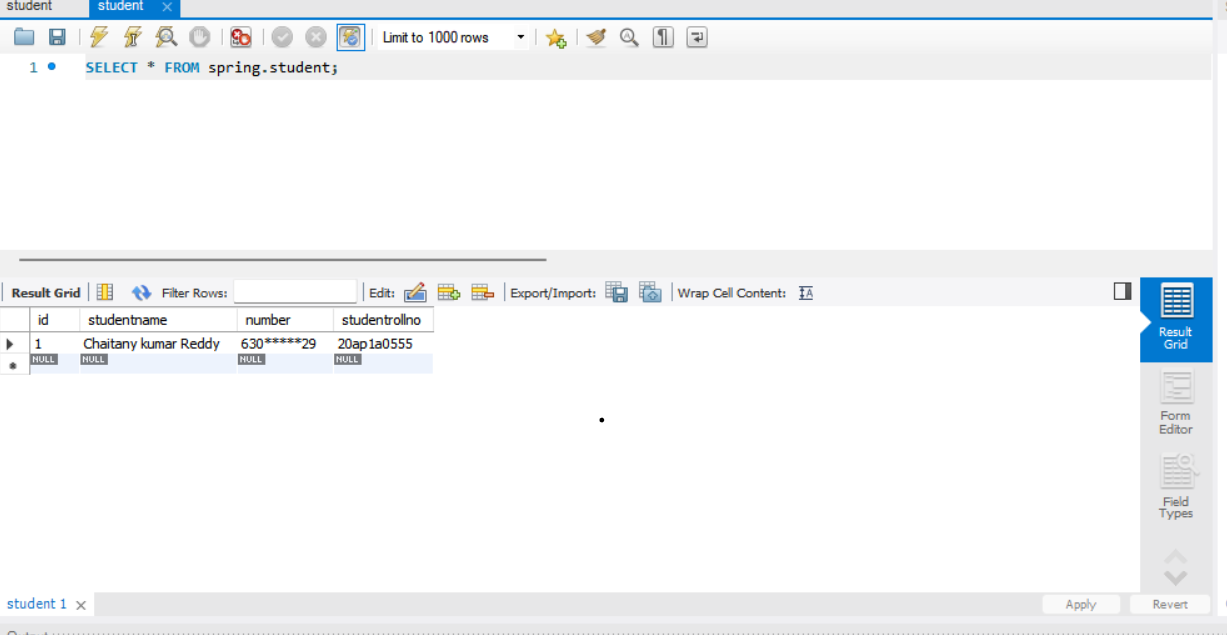 student student
Limit to 1000 rows
1 SELECT * FROM spring.student;
Result Grid Filter Rows: Edit: Export/Import: Wrap Cell Content: IA
id studentname number studentrollno
1 Chaitany kumar Reddy 630*****29 20ap1a0555
NULL NULL NULL NULL
Result
Grid
Form
Editor
Field
Types
student 1 Apply Revert